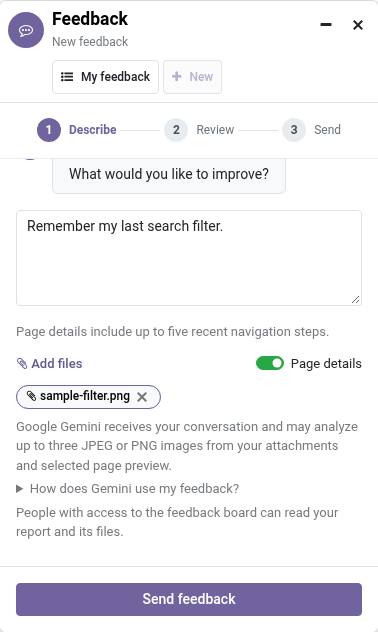 Feedback
New feedback
My feedback
New
1 Describe 2 Review 3 Send
What would you like to improve?
Remember my last search filter.
Page details include up to five recent navigation steps.
Add files
Page details
sample-filter.png
Google Gemini receives your conversation and may analyze
up to three JPEG or PNG images from your attachments
and selected page preview.
How does Gemini use my feedback?
People with access to the feedback board can read your
report and its files.
Send feedback